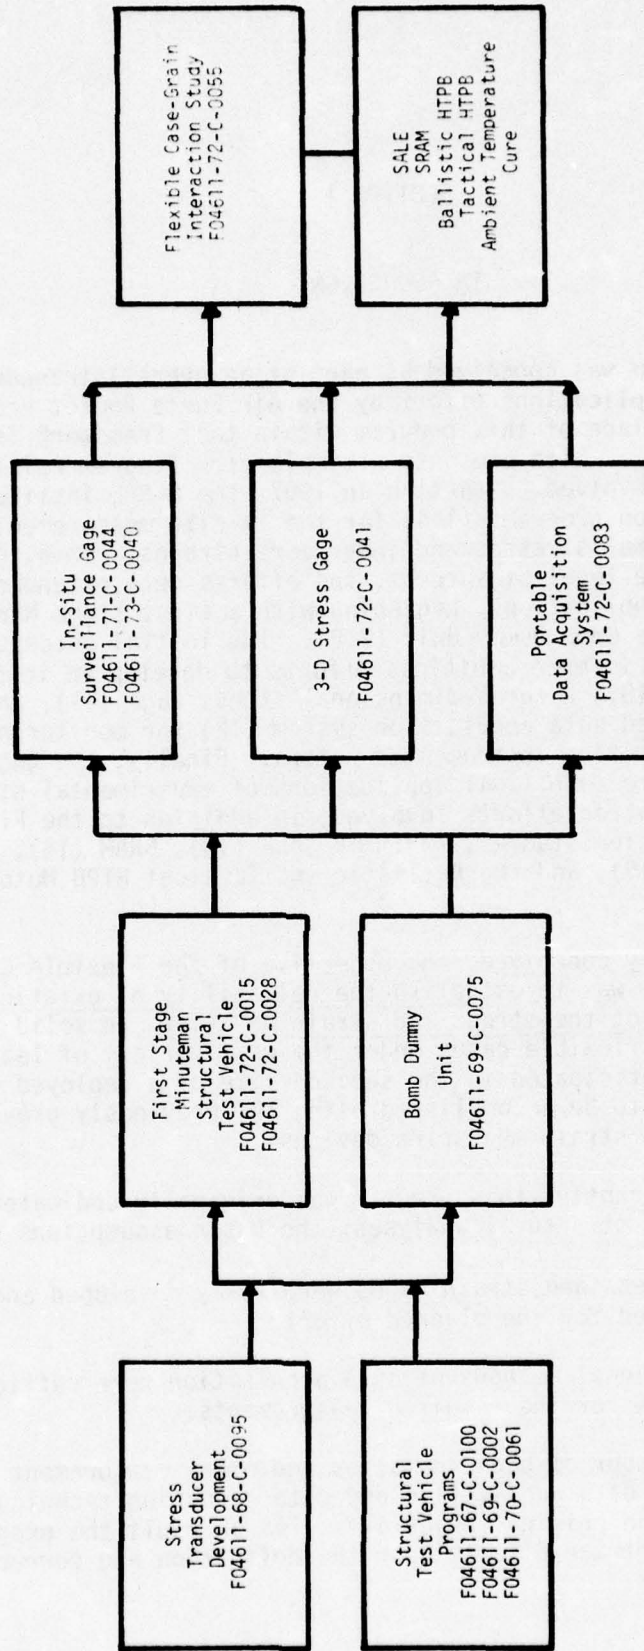 Stress
Transducer
Development
F04611-68-C-0095
Structural
Test Vehicle
Programs
F04611-67-C-0100
F04611-69-C-0002
F04611-70-C-0061
First Stage
Minuteman
Structural
Test Vehicle
F04611-72-C-0015
F04611-72-C-0028
Bomb Dummy
Unit
F04611-69-C-0075
In-Situ
Surveillance Gage
F04611-71-C-0044
F04611-73-C-0040
3-D Stress Gage
F04611-72-C-0041
Portable
Data Acquisition
System
F04611-72-C-0083
Flexible Case-Grain
Interaction Study
F04611-72-C-0055
SALE
SRAM
Ballistic HTPB
Tactical HTPB
Ambient Temperature
Cure